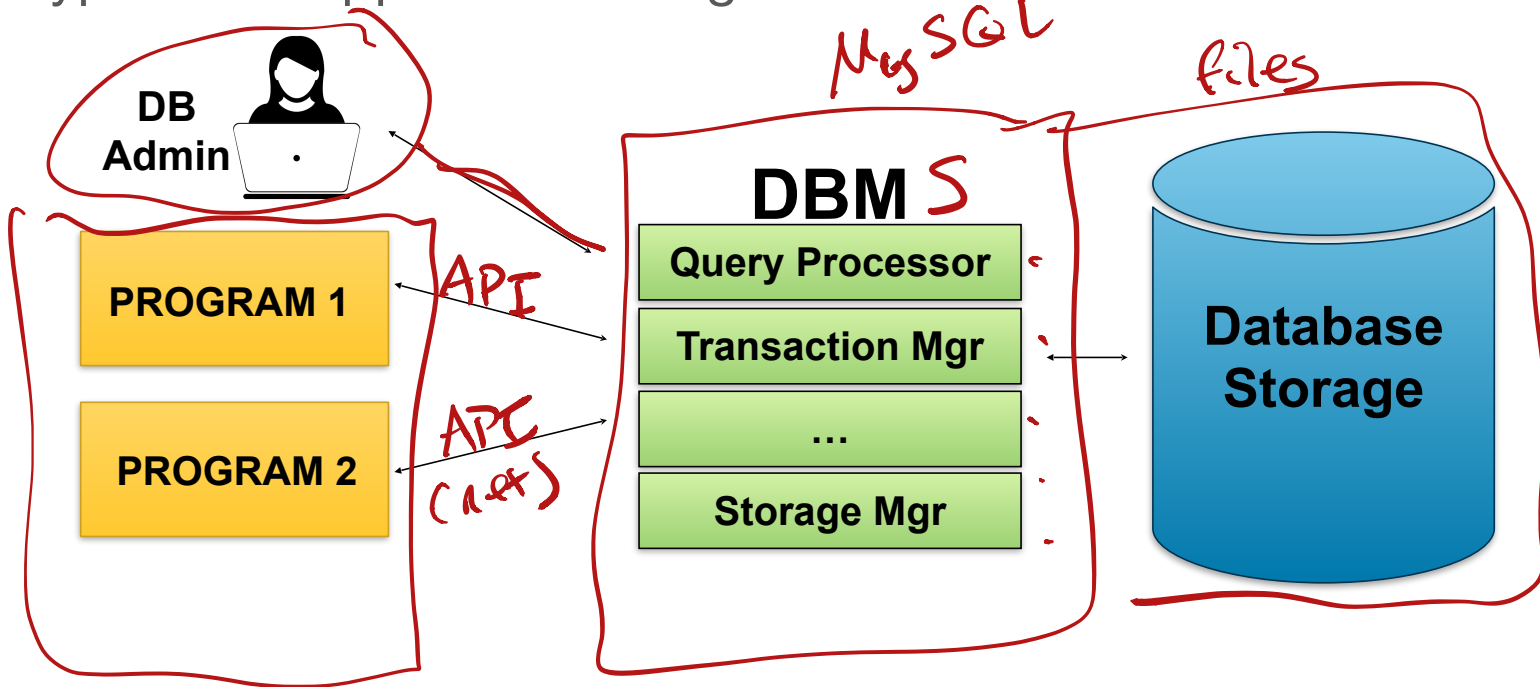 MySQL
files
DB
Admin
DBMS
Query Processor
API
PROGRAM 1
Transaction Mgr
Database
Storage
API
(net)
…
PROGRAM 2
Storage Mgr